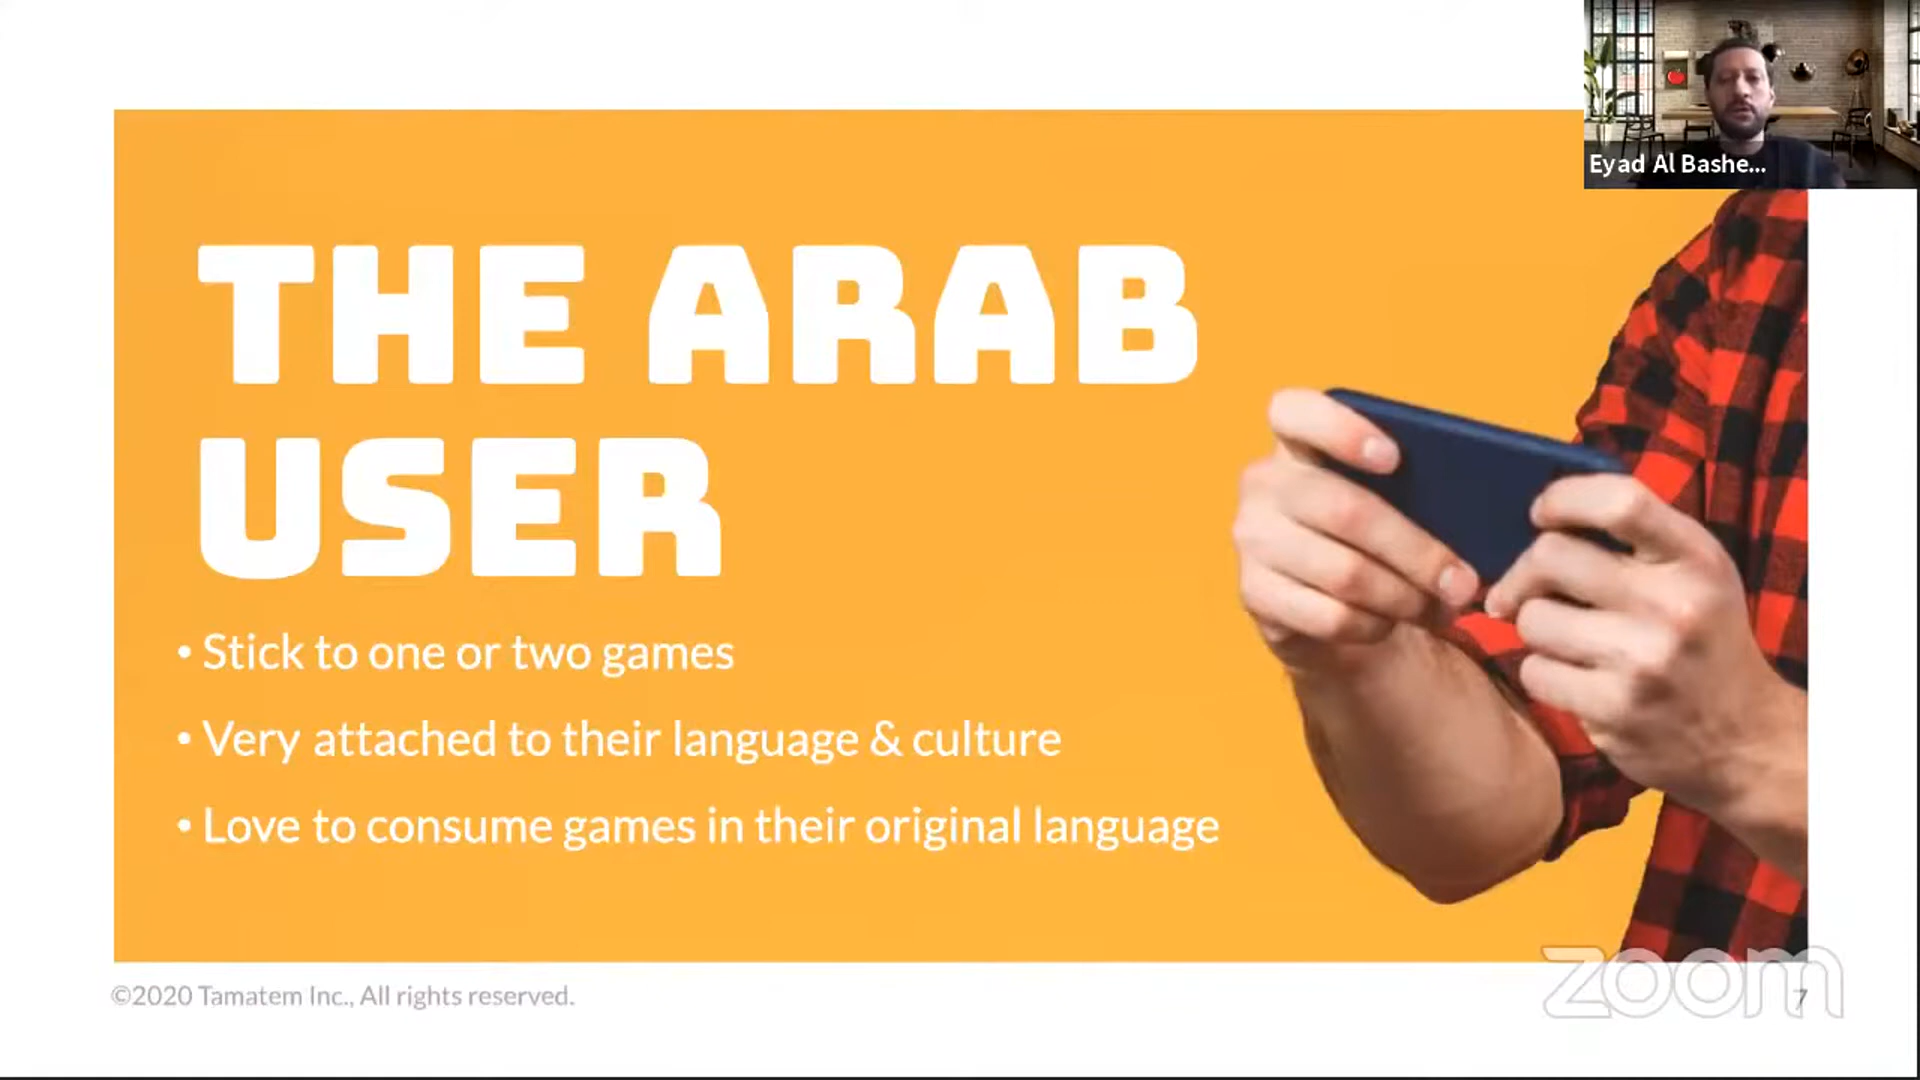 Eyad Al Bashe...
THE ARAB
USER
• Stick to one or two games
• Very attached to their language & culture
• Love to consume games in their original language
©2020 Tamatem Inc., All rights reserved.
zoom
7